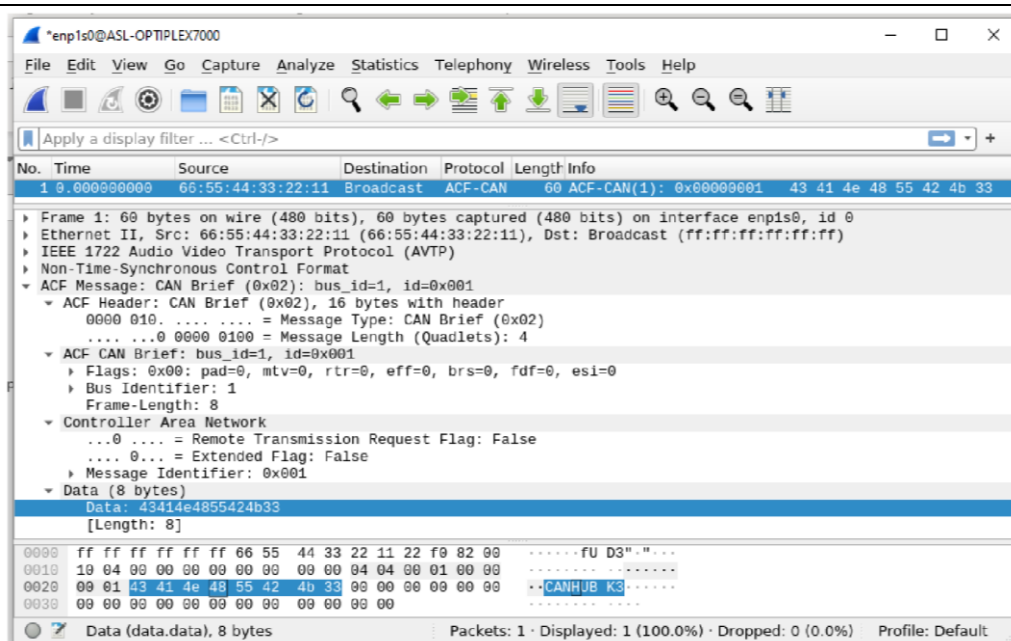 *enp1s0@ASL-OPTIPLEX7000
File Edit View Go Capture Analyze Statistics Telephony Wireless Tools Help
Apply a display filter ... <Ctrl-/>
No. Time Source Destination Protocol Length Info
1 0.000000000 66:55:44:33:22:11 Broadcast ACF-CAN 60 ACF-CAN(1): 0x00000001 43 41 4e 48 55 42 4b 33
Frame 1: 60 bytes on wire (480 bits), 60 bytes captured (480 bits) on interface enp1s0, id 0
Ethernet II, Src: 66:55:44:33:22:11 (66:55:44:33:22:11), Dst: Broadcast (ff:ff:ff:ff:ff:ff)
IEEE 1722 Audio Video Transport Protocol (AVTP)
Non-Time-Synchronous Control Format
ACF Message: CAN Brief (0x02): bus_id=1, id=0x001
ACF Header: CAN Brief (0x02), 16 bytes with header
0000 010. .... .... = Message Type: CAN Brief (0x02)
.... ...0 0000 0100 = Message Length (Quadlets): 4
ACF CAN Brief: bus_id=1, id=0x001
Flags: 0x00: pad=0, mtv=0, rtr=0, eff=0, brs=0, fdf=0, esi=0
Bus Identifier: 1
Frame-Length: 8
Controller Area Network
...0 .... = Remote Transmission Request Flag: False
.... 0... = Extended Flag: False
Message Identifier: 0x001
Data (8 bytes)
Data: 43414e4855424b33
[Length: 8]
0000 ff ff ff ff ff ff 66 55 44 33 22 11 22 f0 82 00 ······fU D3"·"···
0010 10 04 00 00 00 00 00 00 00 00 04 04 00 01 00 00 ········ ········
0020 00 01 43 41 4e 48 55 42 4b 33 00 00 00 00 00 00 ··CANHUB K3······
0030 00 00 00 00 00 00 00 00 00 00 00 00 ········ ····
Data (data.data), 8 bytes Packets: 1 · Displayed: 1 (100.0%) · Dropped: 0 (0.0%) Profile: Default